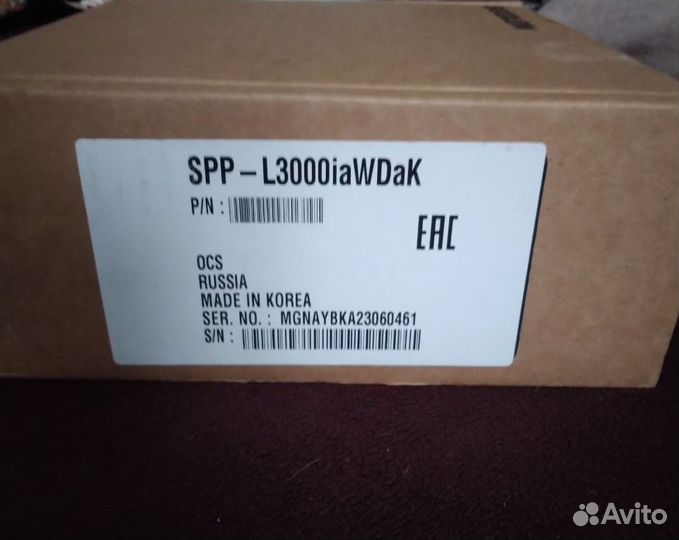 SPP-L3000iaWDaK
P/N :
EAC
OCS
RUSSIA
MADE IN KOREA
SER. NO. : MGNAYBKA23060461
S/N :
Avito